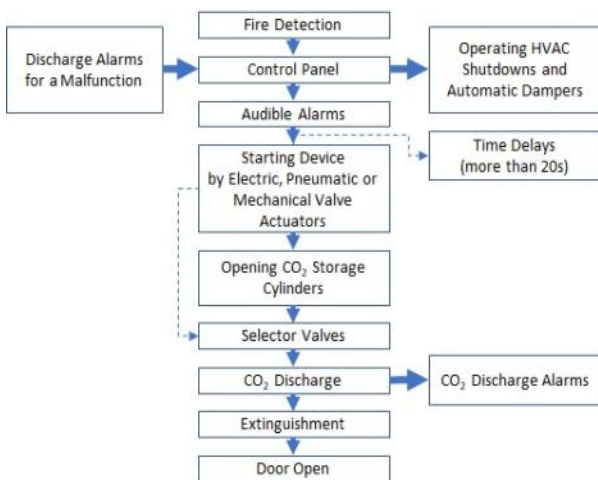 Fire Detection
Discharge Alarms
for a Malfunction
Control Panel
Operating HVAC
Shutdowns and
Automatic Dampers
Audible Alarms
Time Delays
(more than 20s)
Starting Device
by Electric, Pneumatic or
Mechanical Valve
Actuators
Opening CO₂ Storage
Cylinders
Selector Valves
CO₂ Discharge
CO₂ Discharge Alarms
Extinguishment
Door Open